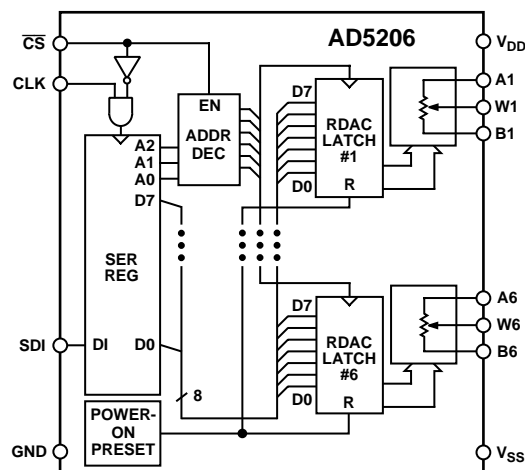 AD5206
CS
CLK
EN
ADDR
DEC
A2
A1
A0
D7
SER
REG
DI
D0
SDI
8
POWER-
ON
PRESET
GND
D7
RDAC
LATCH
#1
D0
R
VDD
A1
W1
B1
D7
RDAC
LATCH
#6
D0
R
A6
W6
B6
VSS